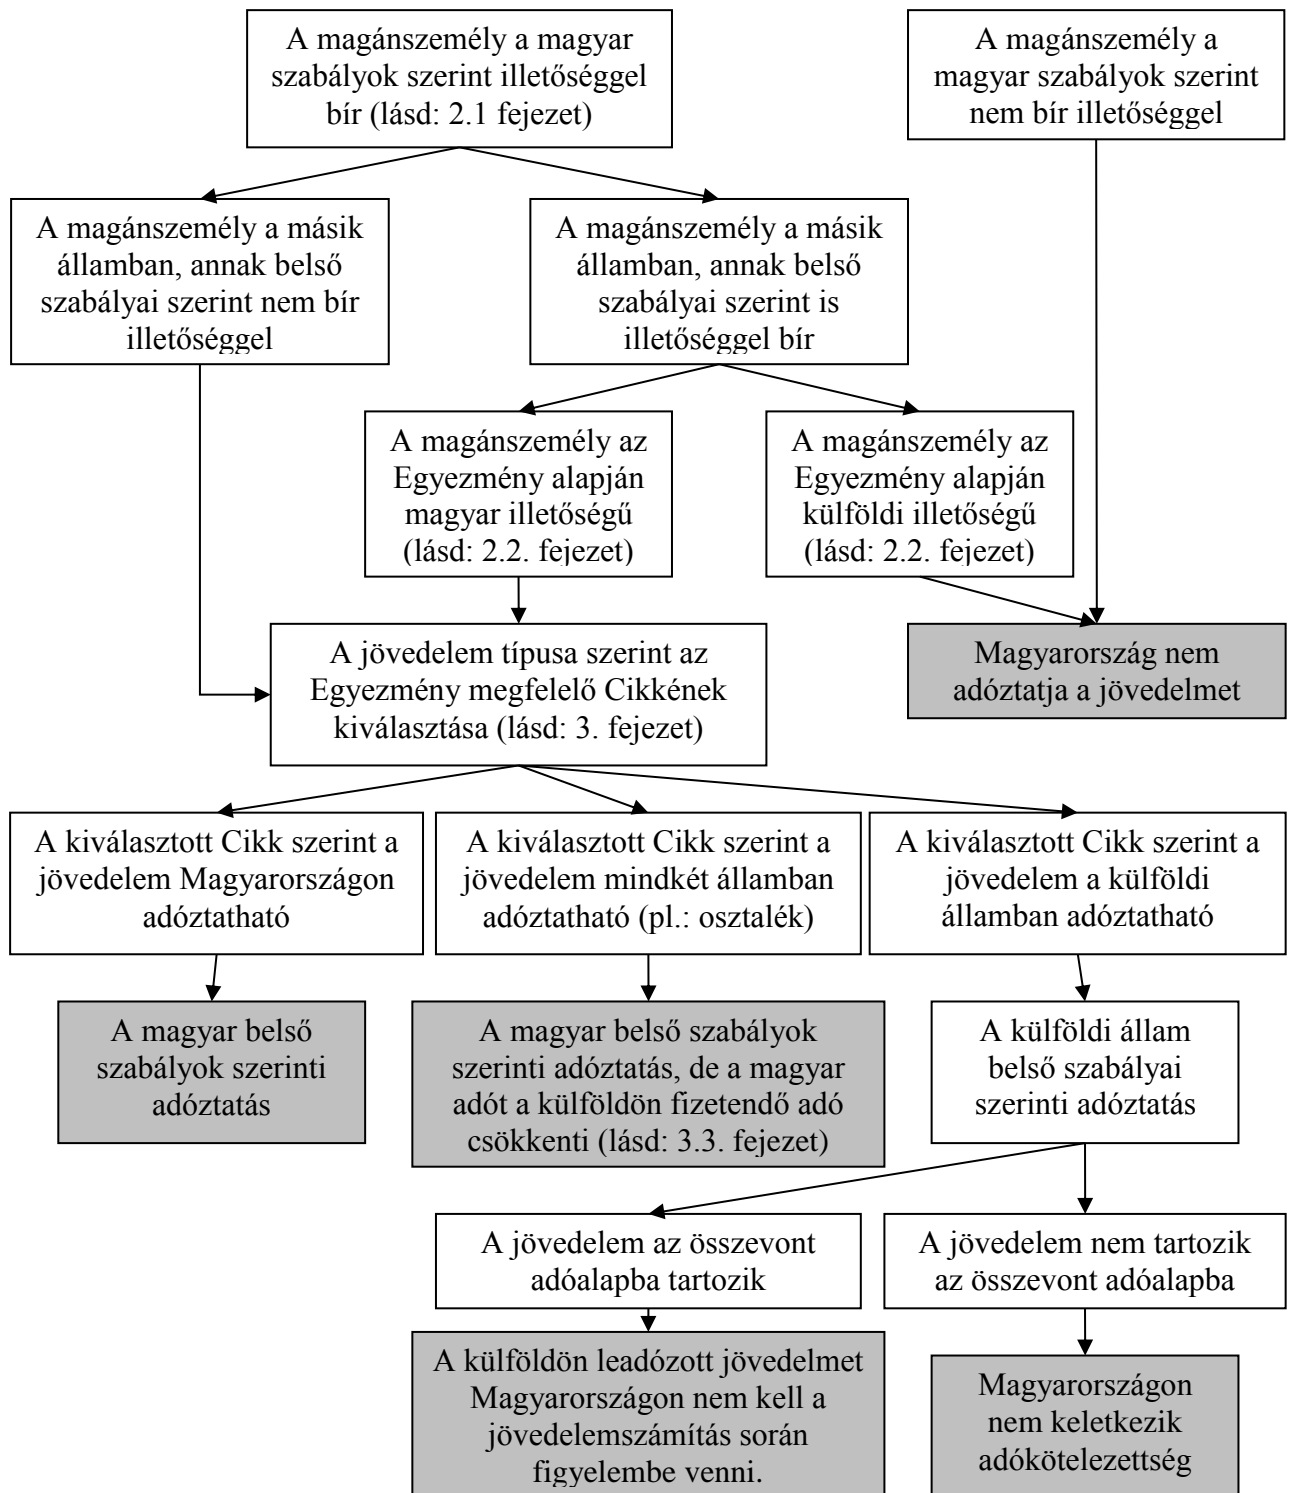 A magánszemély a magyar
szabályok szerint illetőséggel
bír (lásd: 2.1 fejezet)
A magánszemély a
magyar szabályok szerint
nem bír illetőséggel
A magánszemély a másik
államban, annak belső
szabályai szerint nem bír
illetőséggel
A magánszemély a másik
államban, annak belső
szabályai szerint is
illetőséggel bír
A magánszemély az
Egyezmény alapján
magyar illetőségű
(lásd: 2.2. fejezet)
A magánszemély az
Egyezmény alapján
külföldi illetőségű
(lásd: 2.2. fejezet)
A jövedelem típusa szerint az
Egyezmény megfelelő Cikkének
kiválasztása (lásd: 3. fejezet)
Magyarország nem
adóztatja a jövedelmet
A kiválasztott Cikk szerint a
jövedelem Magyarországon
adóztatható
A kiválasztott Cikk szerint a
jövedelem mindkét államban
adóztatható (pl.: osztalék)
A kiválasztott Cikk szerint a
jövedelem a külföldi
államban adóztatható
A magyar belső
szabályok szerinti
adóztatás
A magyar belső szabályok
szerinti adóztatás, de a magyar
adót a külföldön fizetendő adó
csökkenti (lásd: 3.3. fejezet)
A külföldi állam
belső szabályai
szerinti adóztatás
A jövedelem az összevont
adóalapba tartozik
A jövedelem nem tartozik
az összevont adóalapba
A külföldön leadózott jövedelmet
Magyarországon nem kell a
jövedelemszámítás során
figyelembe venni.
Magyarországon
nem keletkezik
adókötelezettség